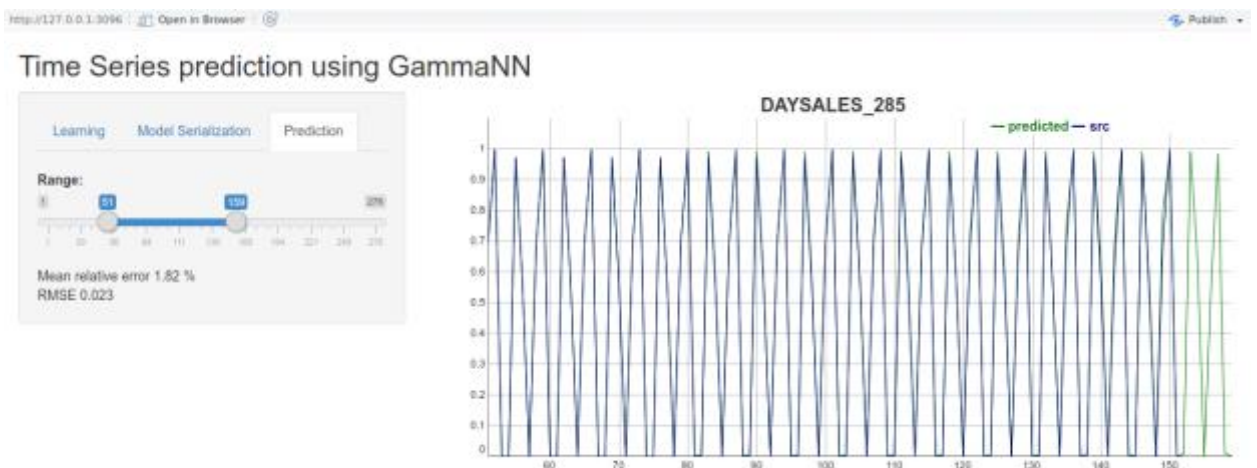 http://127.0.0.1:3096 Open in Browser Publish
Time Series prediction using GammaNN
Learning Model Serialization Prediction
Range:
1 51 159 276
Mean relative error 1.82 %
RMSE 0.023
DAYSALES_285
predicted src
1
0.9
0.8
0.7
0.6
0.5
0.4
0.3
0.2
0.1
0
60 70 80 90 100 110 120 130 140 150